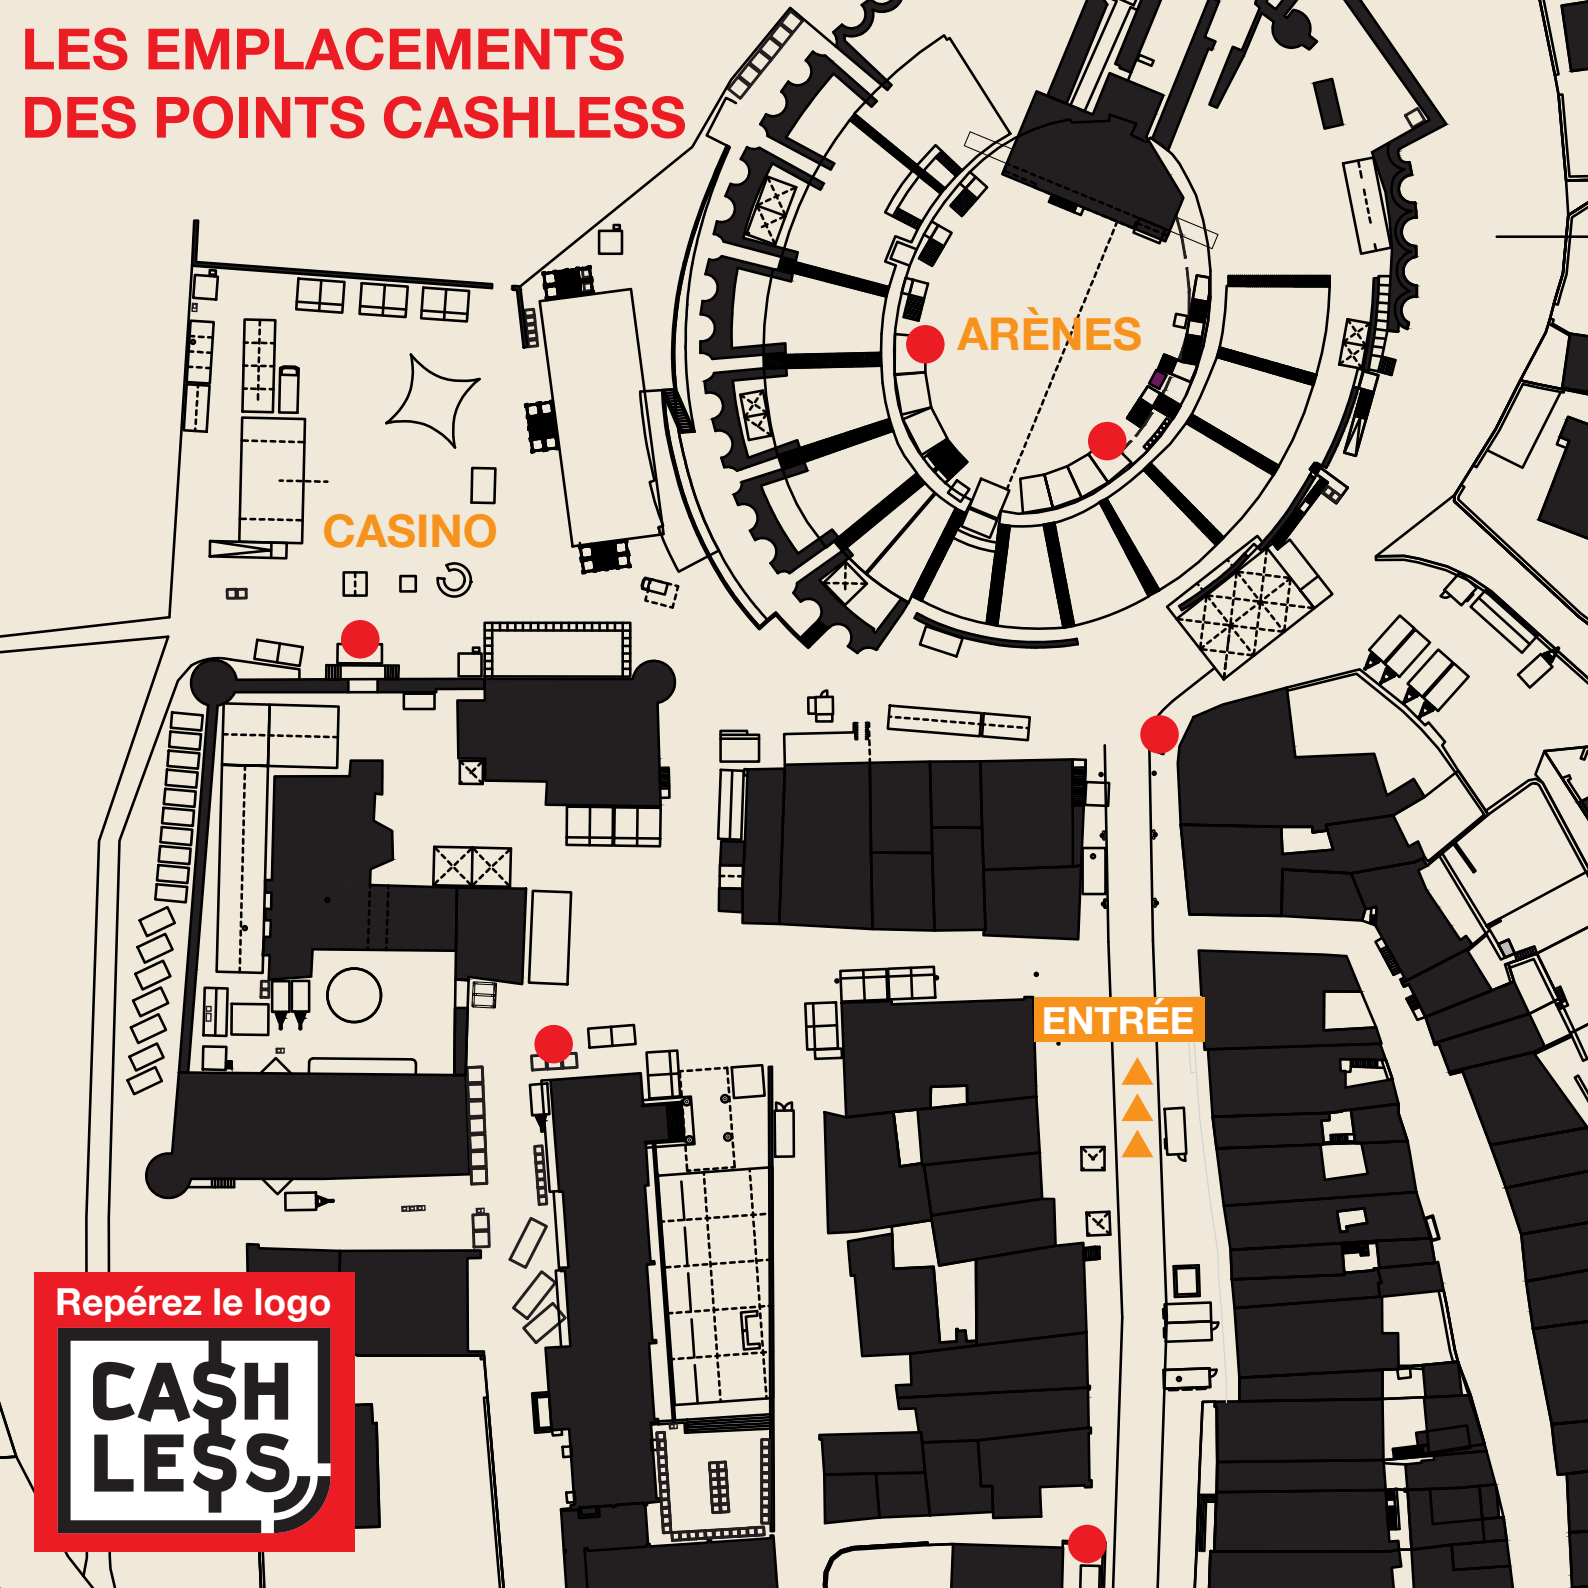 LES EMPLACEMENTS
DES POINTS CASHLESS
ARÈNES
CASINO
ENTRÉE
Repérez le logo
CASH
LESS